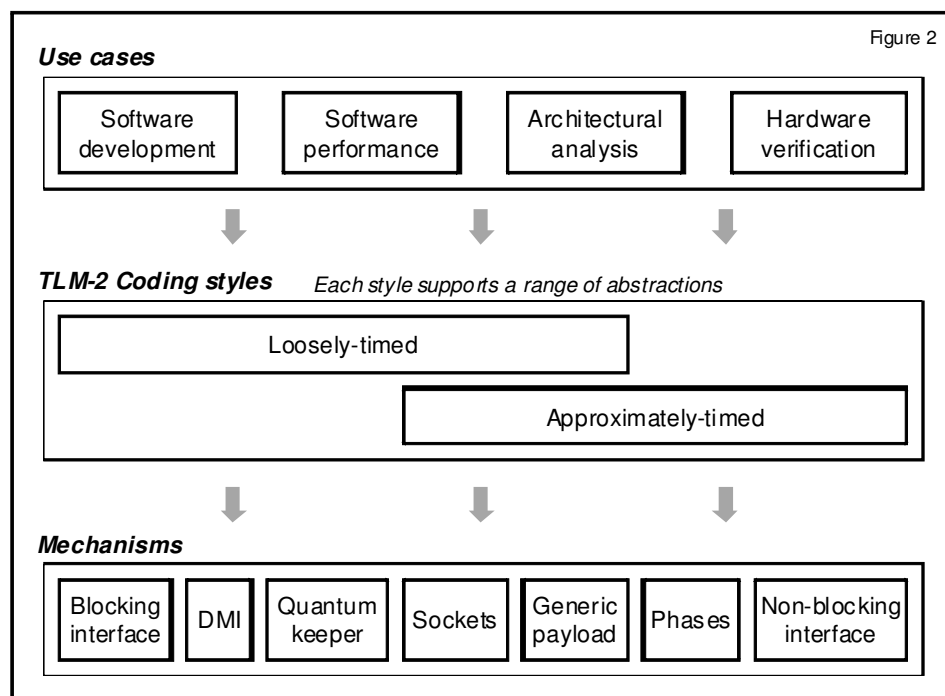 Figure 2
Use cases
Software
development
Software
performance
Architectural
analysis
Hardware
verification
TLM-2 Coding styles
Each style supports a range of abstractions
Loosely-timed
Approximately-timed
Mechanisms
Blocking
interface
DMI
Quantum
keeper
Sockets
Generic
payload
Phases
Non-blocking
interface